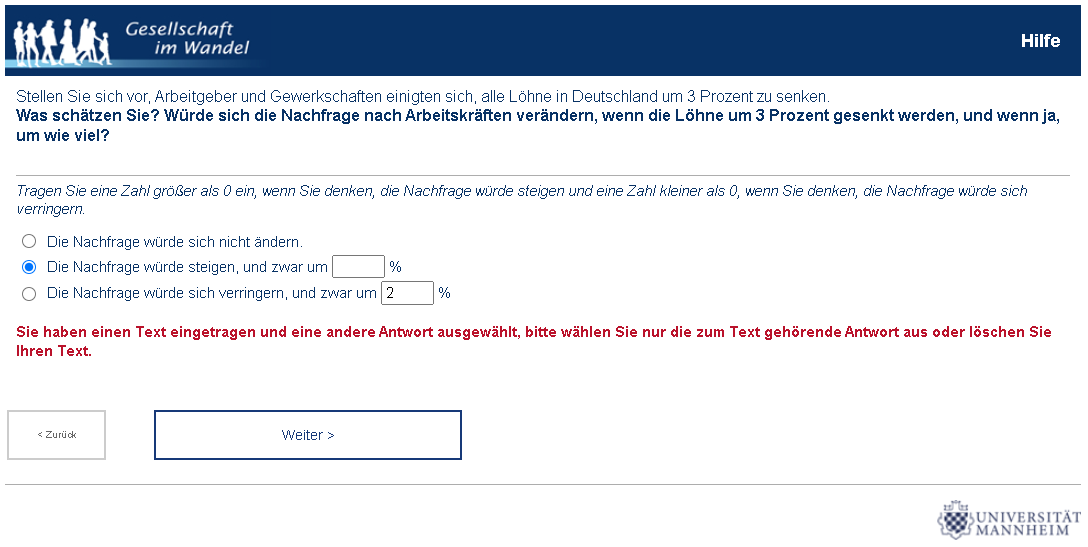 Gesellschaft
im Wandel
Hilfe
Stellen Sie sich vor, Arbeitgeber und Gewerkschaften einigten sich, alle Löhne in Deutschland um 3 Prozent zu senken.
Was schätzen Sie? Würde sich die Nachfrage nach Arbeitskräften verändern, wenn die Löhne um 3 Prozent gesenkt werden, und wenn ja,
um wie viel?
Tragen Sie eine Zahl größer als 0 ein, wenn Sie denken, die Nachfrage würde steigen und eine Zahl kleiner als 0, wenn Sie denken, die Nachfrage würde sich
verringern.
Die Nachfrage würde sich nicht ändern.
Die Nachfrage würde steigen, und zwar um %
Die Nachfrage würde sich verringern, und zwar um 2 %
Sie haben einen Text eingetragen und eine andere Antwort ausgewählt, bitte wählen Sie nur die zum Text gehörende Antwort aus oder löschen Sie
Ihren Text.
< Zurück
Weiter >
UNIVERSITÄT
MANNHEIM